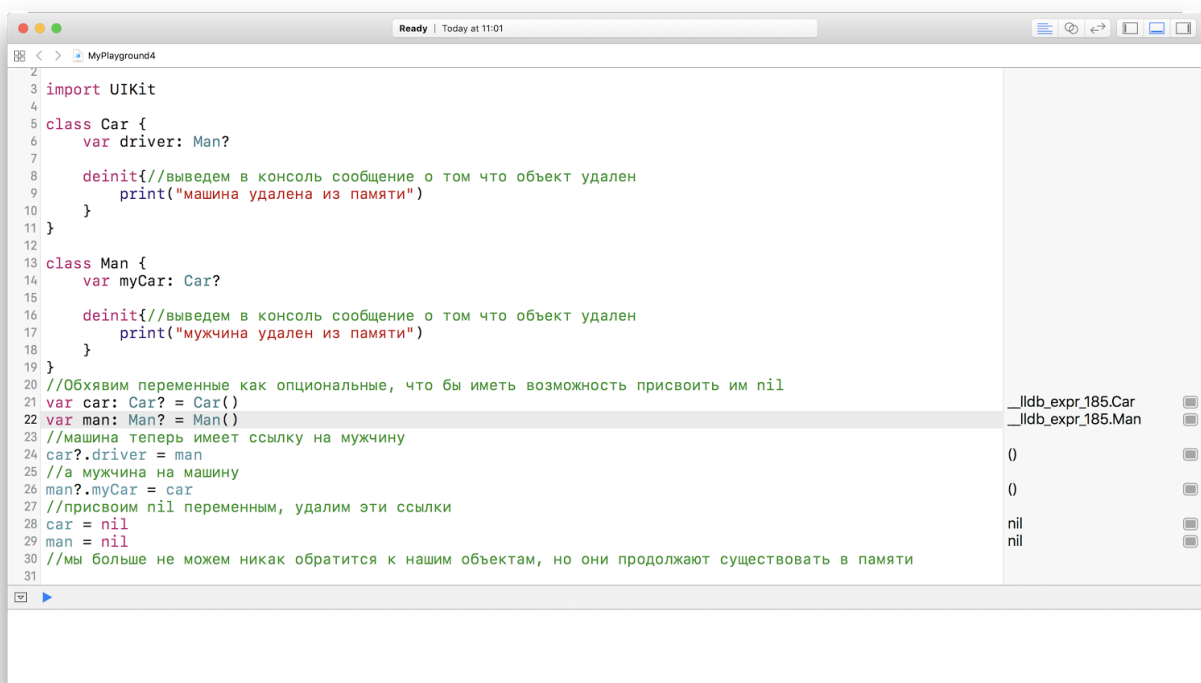 Ready | Today at 11:01
MyPlayground4
2
3 import UIKit
4
5 class Car {
6 var driver: Man?
7
8 deinit{//выведем в консоль сообщение о том что объект удален
9 print("машина удалена из памяти")
10 }
11 }
12
13 class Man {
14 var myCar: Car?
15
16 deinit{//выведем в консоль сообщение о том что объект удален
17 print("мужчина удален из памяти")
18 }
19 }
20 //Обхявим переменные как опциональные, что бы иметь возможность присвоить им nil
21 var car: Car? = Car() __lldb_expr_185.Car
22 var man: Man? = Man() __lldb_expr_185.Man
23 //машина теперь имеет ссылку на мужчину
24 car?.driver = man ()
25 //а мужчина на машину
26 man?.myCar = car ()
27 //присвоим nil переменным, удалим эти ссылки
28 car = nil nil
29 man = nil nil
30 //мы больше не можем никак обратится к нашим объектам, но они продолжают существовать в памяти
31